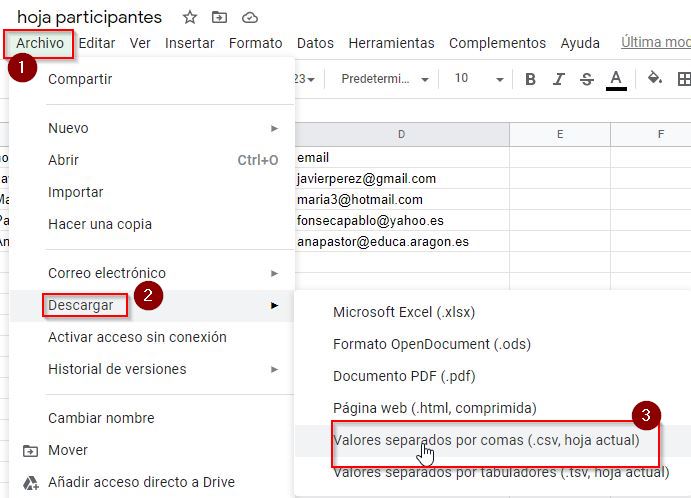 hoja participantes
Archivo Editar Ver Insertar Formato Datos Herramientas Complementos Ayuda Última mod
1
Compartir
23 Predetermi... 10 B I S A
D E F
Nuevo
email
Abrir Ctrl+O
javierperez@gmail.com
Importar
maria3@hotmail.com
Hacer una copia
fonsecapablo@yahoo.es
anapastor@educa.aragon.es
Correo electrónico
2
Descargar
Microsoft Excel (.xlsx)
Activar acceso sin conexión
Formato OpenDocument (.ods)
Historial de versiones
Documento PDF (.pdf)
Página web (.html, comprimida)
3
Cambiar nombre
Valores separados por comas (.csv, hoja actual)
Mover
Valores separados por tabuladores (.tsv, hoja actual)
Añadir acceso directo a Drive